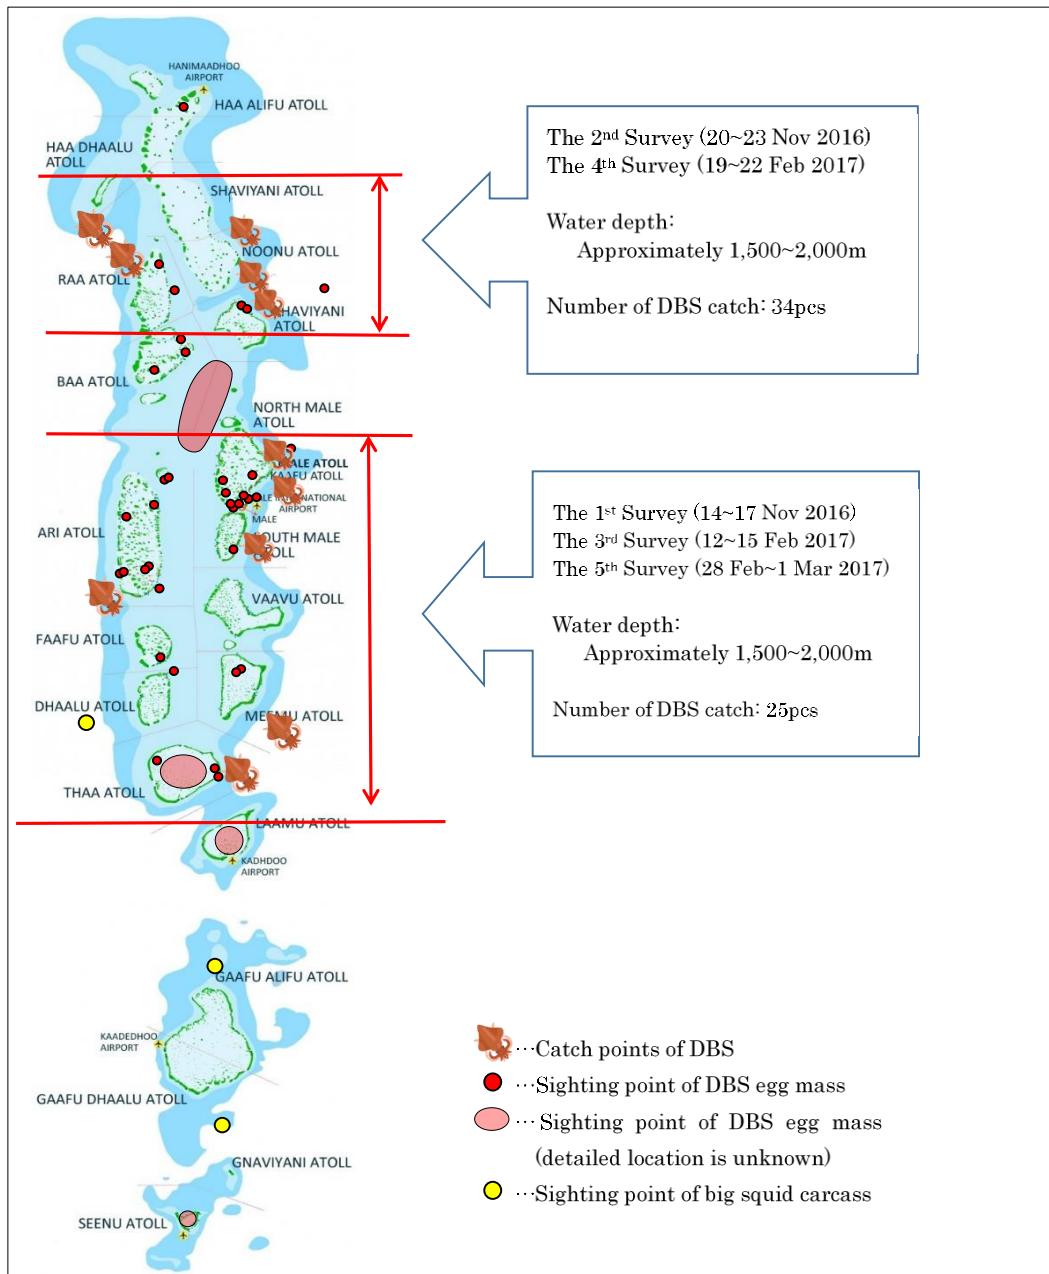 HANIMAADHOO
AIRPORT
HAA ALIFU ATOLL
HAA DHAALU
ATOLL
SHAVIYANI ATOLL
NOONU ATOLL
RAA ATOLL
HAVIYANI
ATOLL
BAA ATOLL
NORTH MALE
ATOLL
ALE ATOLL
KAAFU ATOLL
LE INTERNATIONAL
AIRPORT
MALE
ARI ATOLL
OUTH MALE
ATOLL
VAAVU ATOLL
FAAFU ATOLL
DHAALU ATOLL
MEEMU ATOLL
THAA ATOLL
LAAMU ATOLL
KADHDOO
AIRPORT
GAAFU ALIFU ATOLL
KAADEDHOO
AIRPORT
GAAFU DHAALU ATOLL
GNAVIYANI ATOLL
SEENU ATOLL
The 2nd Survey (20~23 Nov 2016)
The 4th Survey (19~22 Feb 2017)
Water depth:
Approximately 1,500~2,000m
Number of DBS catch: 34pcs
The 1st Survey (14~17 Nov 2016)
The 3rd Survey (12~15 Feb 2017)
The 5th Survey (28 Feb~1 Mar 2017)
Water depth:
Approximately 1,500~2,000m
Number of DBS catch: 25pcs
⋯Catch points of DBS
⋯Sighting point of DBS egg mass
⋯Sighting point of DBS egg mass
(detailed location is unknown)
⋯Sighting point of big squid carcass